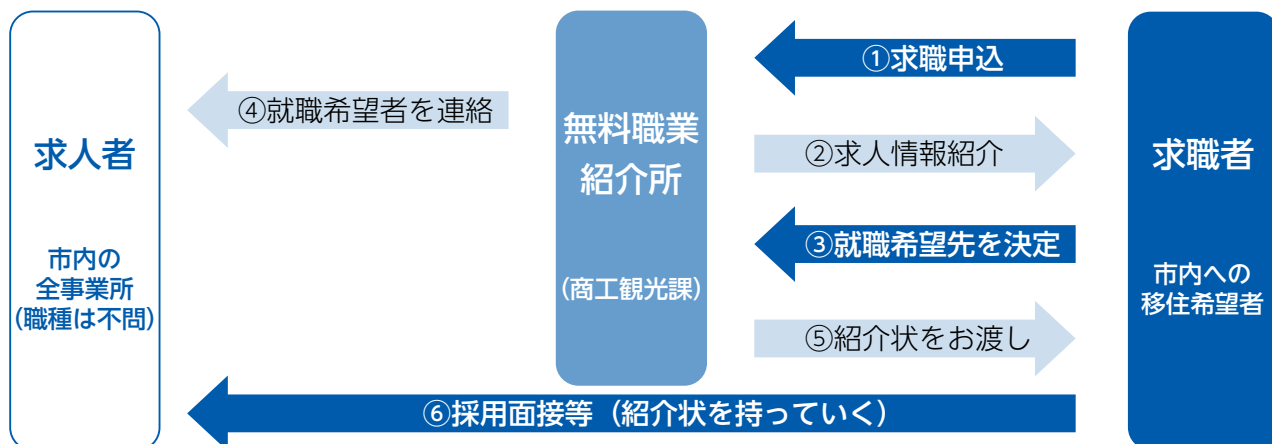 求人者
市内の
全事業所
(職種は不問)
④就職希望者を連絡
無料職業
紹介所
(商工観光課)
①求職申込
②求人情報紹介
③就職希望先を決定
⑤紹介状をお渡し
求職者
市内への
移住希望者
⑥採用面接等（紹介状を持っていく）